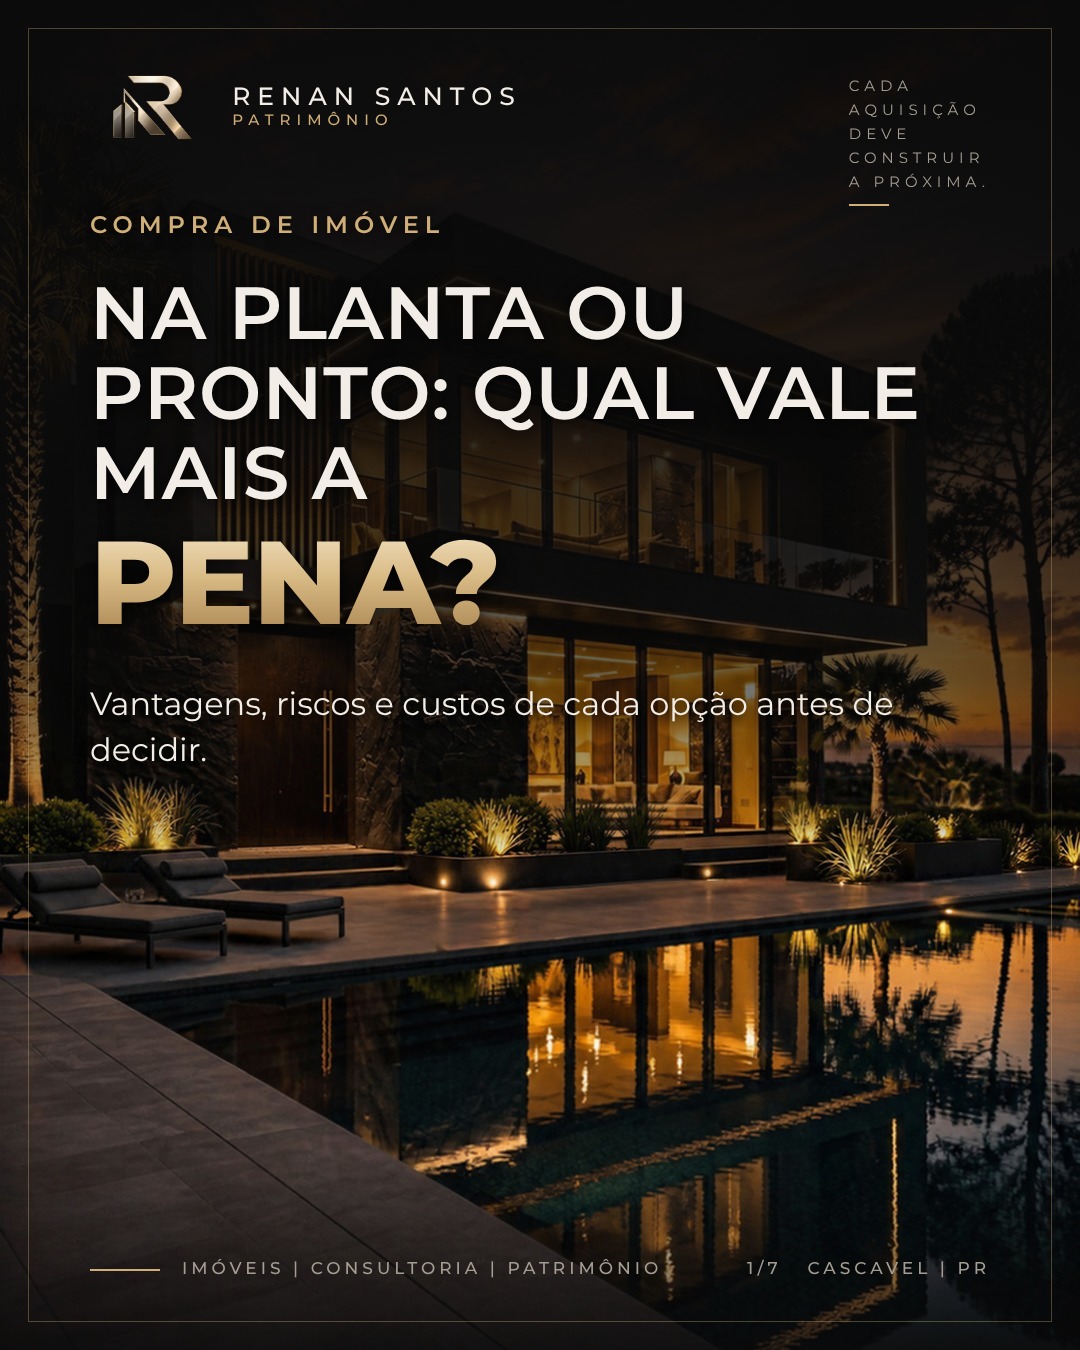 RENAN SANTOS
PATRIMÔNIO
CADA
AQUISIÇÃO
DEVE
CONSTRUIR
A PRÓXIMA.
COMPRA DE IMÓVEL
NA PLANTA OU
PRONTO: QUAL VALE
MAIS A
PENA?
Vantagens, riscos e custos de cada opção antes de
decidir.
IMÓVEIS | CONSULTORIA | PATRIMÔNIO 1/7 CASCAVEL | PR